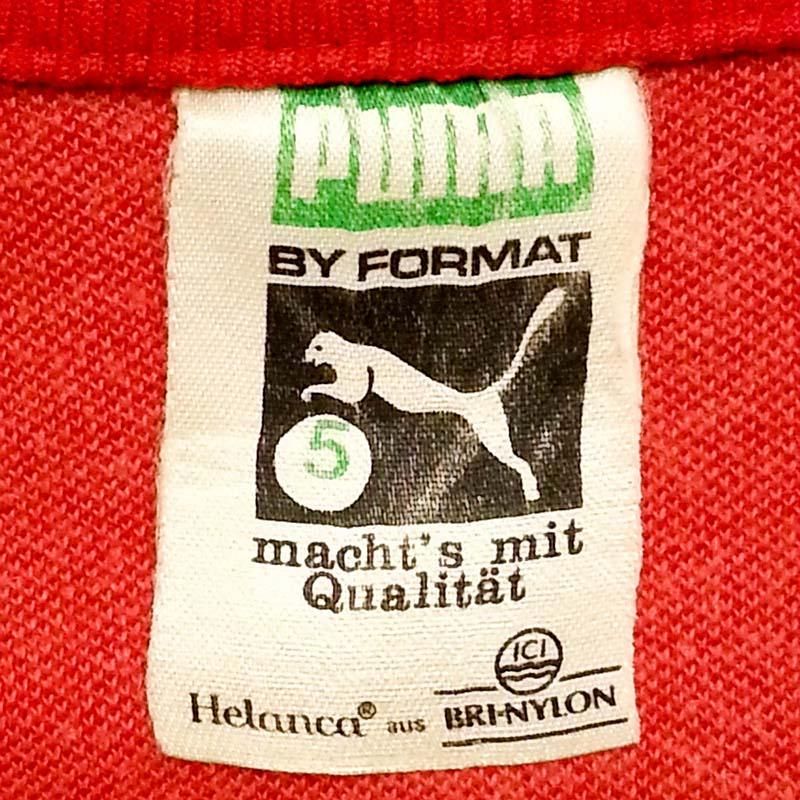 PUMA
BY FORMAT
5
macht's mit
Qualität
ICI
Helanca® aus BRI-NYLON